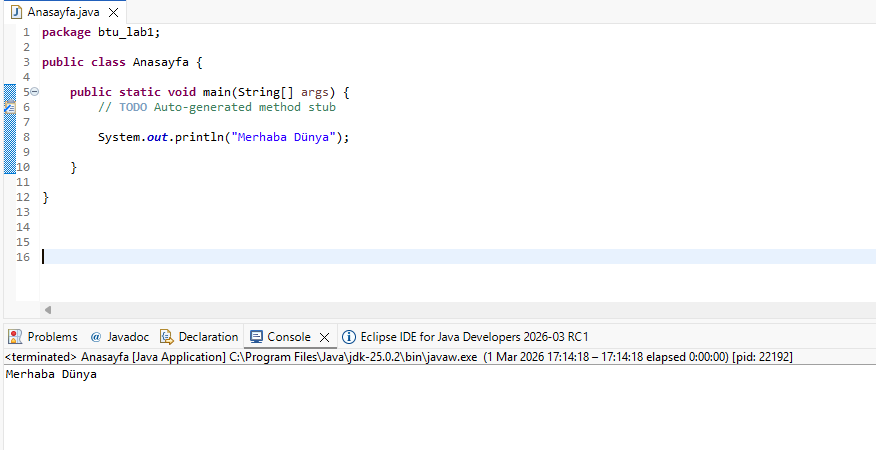 Anasayfa.java
1 package btu_lab1;
2
3 public class Anasayfa {
4
5 public static void main(String[] args) {
6 // TODO Auto-generated method stub
7
8 System.out.println("Merhaba Dünya");
9
10 }
11
12 }
13
14
15
16
Problems @ Javadoc Declaration Console Eclipse IDE for Java Developers 2026-03 RC1
<terminated> Anasayfa [Java Application] C:\Program Files\Java\jdk-25.0.2\bin\javaw.exe (1 Mar 2026 17:14:18 – 17:14:18 elapsed 0:00:00) [pid: 22192]
Merhaba Dünya